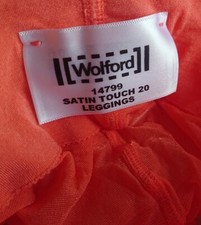 [[Wolford]]
14799
SATIN TOUCH 20
LEGGINGS